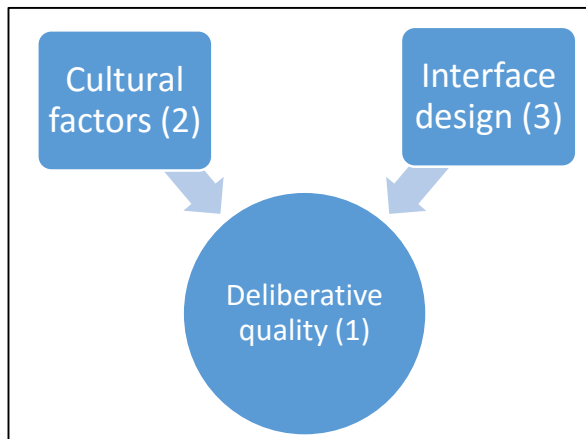 Cultural
factors (2)
Interface
design (3)
Deliberative
quality (1)